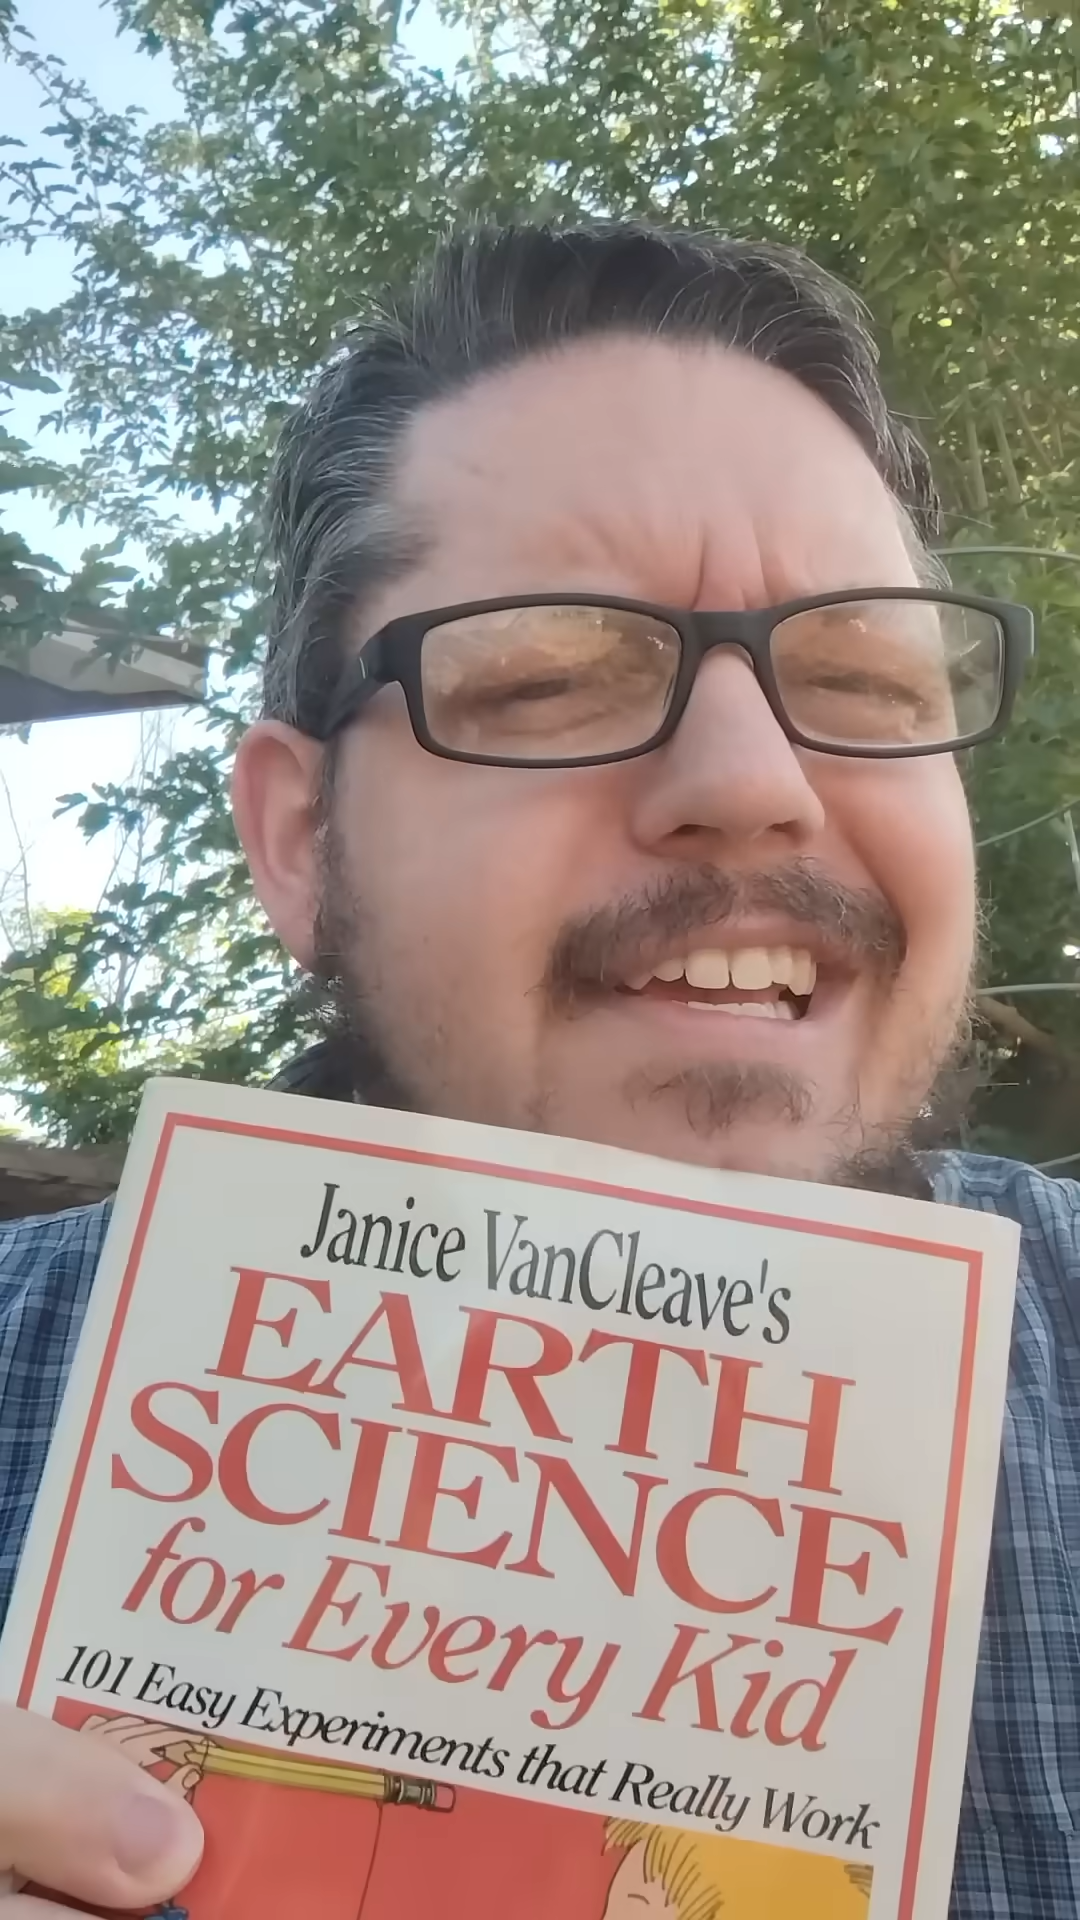 Janice VanCleave's
EARTH
SCIENCE
for Every Kid
101 Easy Experiments that Really Work